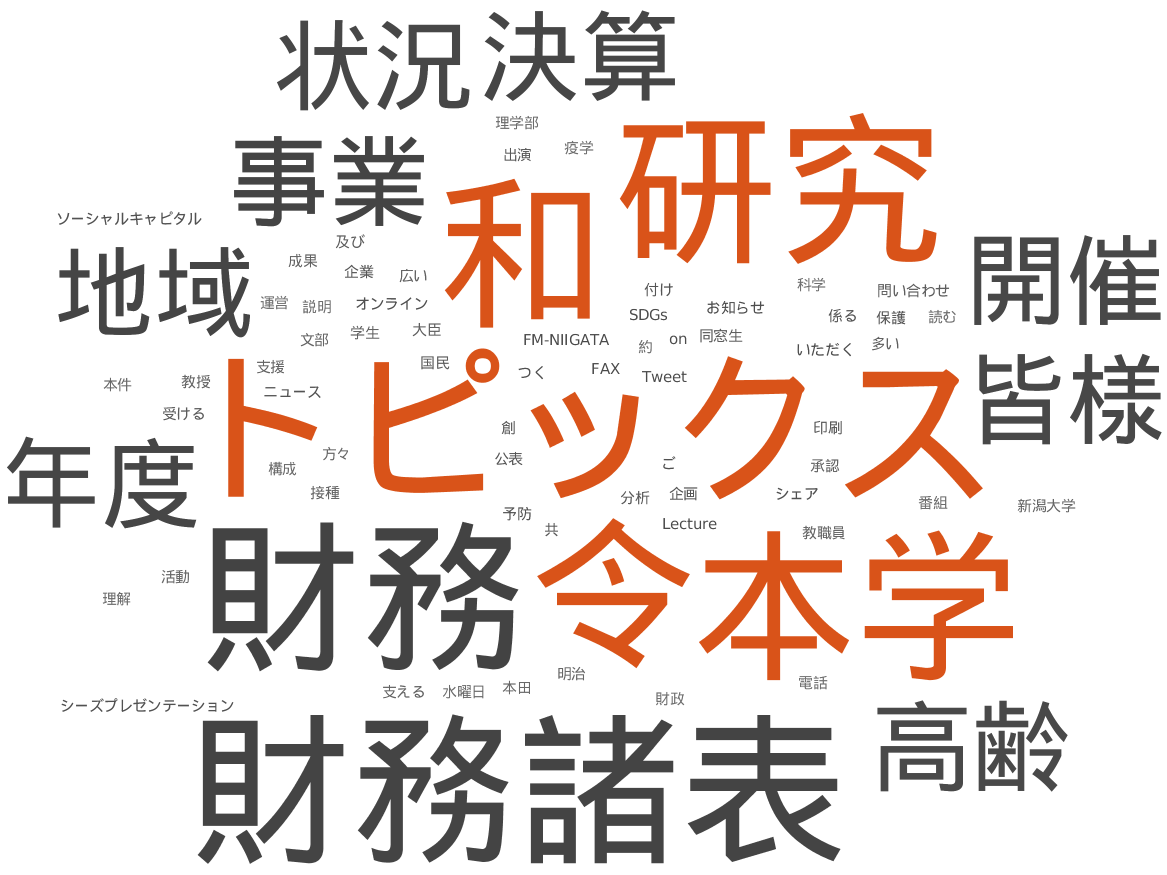 状況 決算
理学部
出演 疫学
研究
事業
和
ソーシャルキャピタル
地域
及び
成果
企業 広い
運営 説明 オンライン
文部 学生 大臣
開催
科学 問い合わせ
付け
お知らせ
SDGs
係る 保護 読む
FM-NIIGATA
約 on 同窓生
いただく 多い
国民
つく FAX
Tweet
支援
ニュース
本件 教授
受ける
皆様
トピックス
年度
構成 方々
接種
創
公表
ご
印刷
承認
分析 企画 シェア
番組 新潟大学
予防
共
Lecture
教職員
財務 令 本学
活動
理解
明治
支える 水曜日 本田
財政
電話
シーズプレゼンテーション
高齢
財務諸表